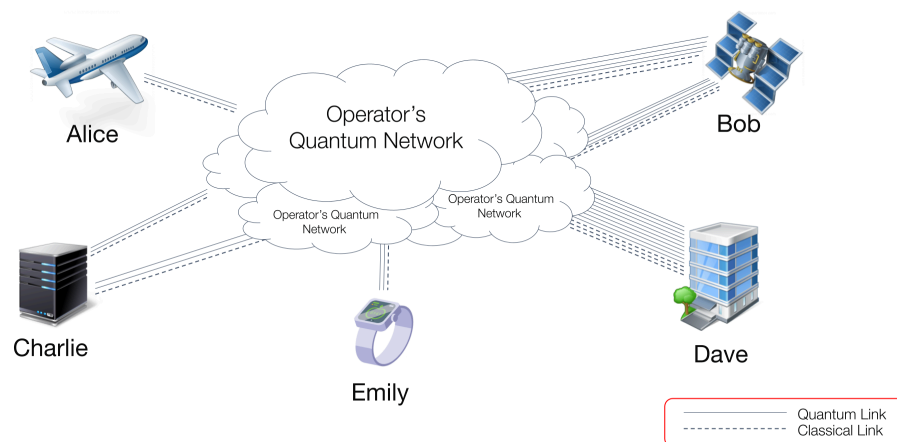 Operator's
Quantum Network
Alice
Bob
Operator's Quantum
Network
Operator's Quantum
Network
Charlie
Dave
Emily
Quantum Link
Classical Link